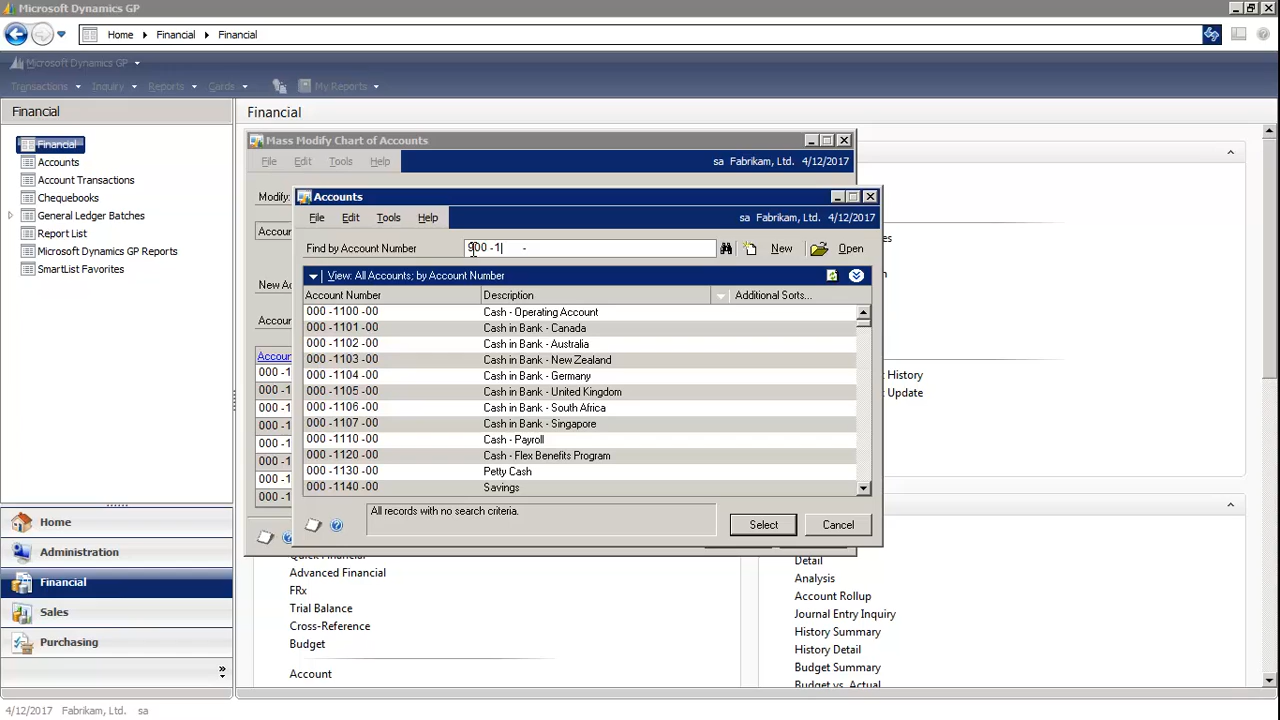 Microsoft Dynamics GP
Home Financial Financial
Microsoft Dynamics GP
Transactions Inquiry Reports Cards My Reports
Financial
Financial
Accounts
Account Transactions
Chequebooks
General Ledger Batches
Report List
Microsoft Dynamics GP Reports
SmartList Favorites
Home
Administration
Financial
Sales
Purchasing
»
Financial
Mass Modify Chart of Accounts
File Edit Tools Help sa Fabrikam, Ltd. 4/12/2017
Modify:
Accoun
New Ac
Accoun
Accoun
000 -1
000 -1
000 -1
000 -1
000 -1
000 -1
000 -1
000 -1
Accounts
File Edit Tools Help sa Fabrikam, Ltd. 4/12/2017
Find by Account Number 900 -1 - New Open
View: All Accounts; by Account Number
Account Number Description Additional Sorts...
000 -1100 -00 Cash - Operating Account
000 -1101 -00 Cash in Bank - Canada
000 -1102 -00 Cash in Bank - Australia
000 -1103 -00 Cash in Bank - New Zealand
000 -1104 -00 Cash in Bank - Germany
000 -1105 -00 Cash in Bank - United Kingdom
000 -1106 -00 Cash in Bank - South Africa
000 -1107 -00 Cash in Bank - Singapore
000 -1110 -00 Cash - Payroll
000 -1120 -00 Cash - Flex Benefits Program
000 -1130 -00 Petty Cash
000 -1140 -00 Savings
All records with no search criteria.
Select Cancel
es
t History
t Update
Advanced Financial
FRx
Trial Balance
Cross-Reference
Budget
Account
Detail
Analysis
Account Rollup
Journal Entry Inquiry
History Summary
History Detail
Budget Summary
Budget vs. Actual
4/12/2017 Fabrikam, Ltd. sa